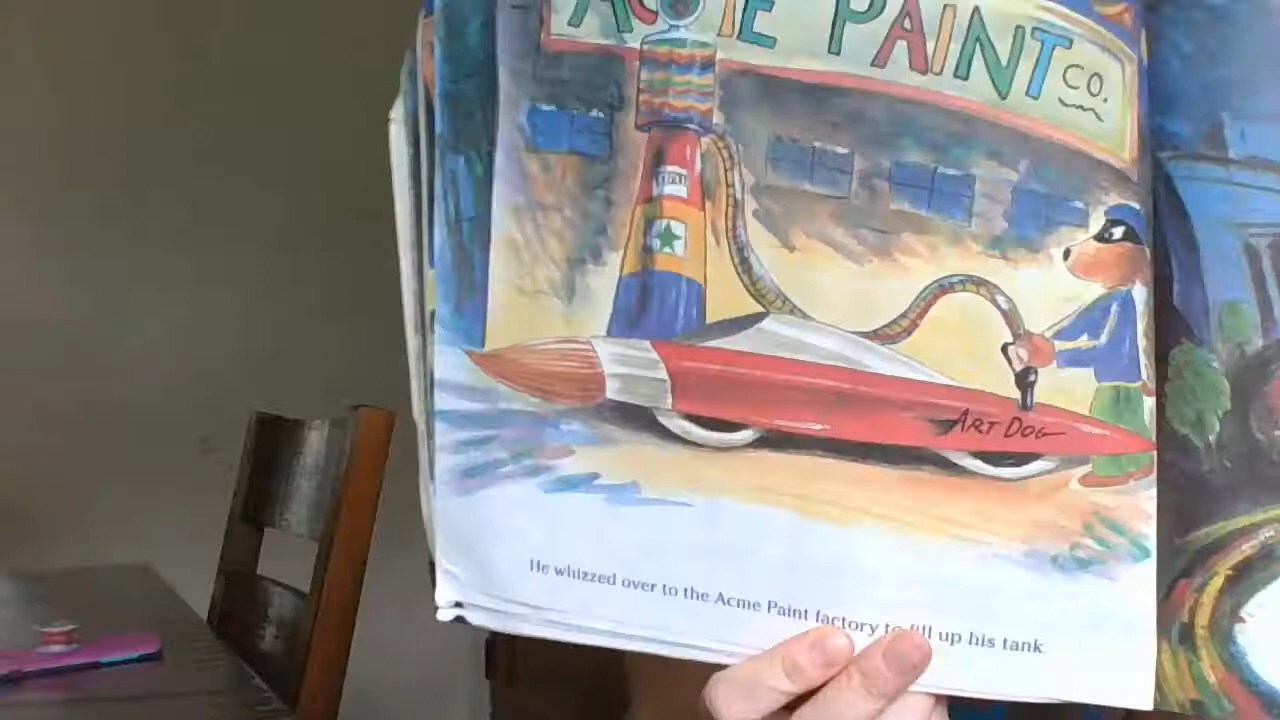 ACME PAINT CO.
ART DOG
He whizzed over to the Acme Paint factory to fill up his tank.